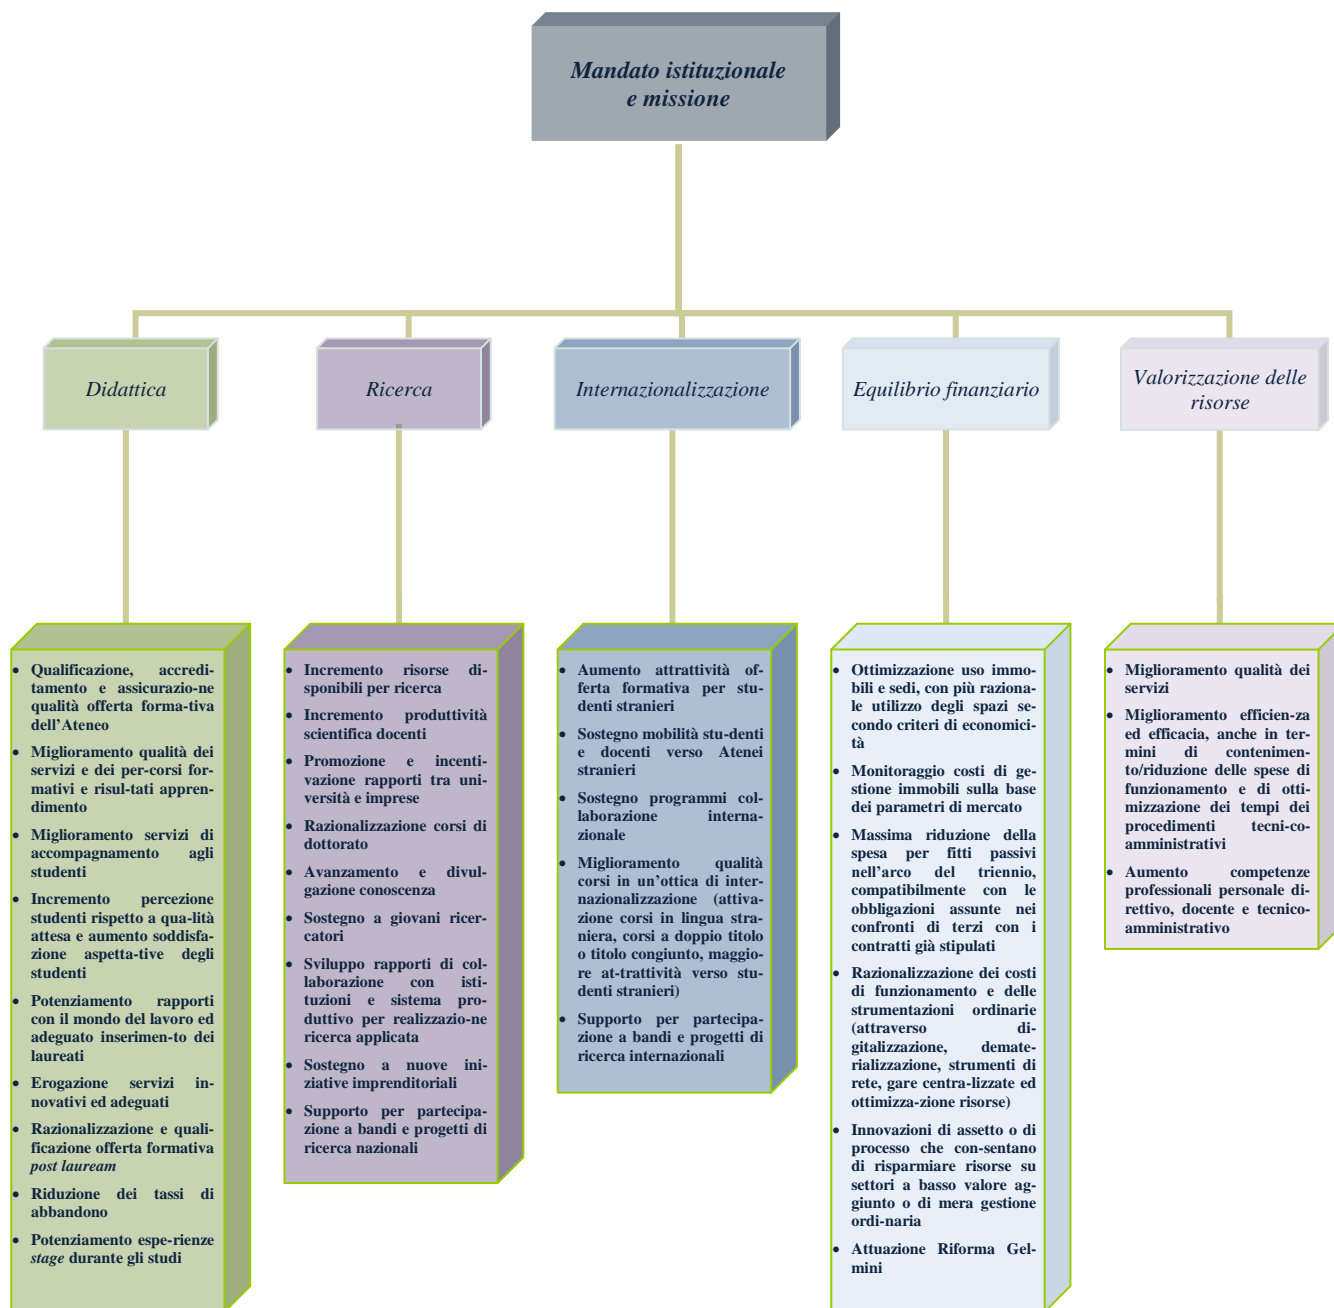 Mandato istituzionale
e missione
Didattica
Ricerca
Internazionalizzazione
Equilibrio finanziario
Valorizzazione delle
risorse
• Qualificazione, accredi-
tamento e assicurazio-ne
qualità offerta forma-tiva
dell'Ateneo
• Miglioramento qualità dei
servizi e dei per-corsi for-
mativi e risul-tati appren-
dimento
• Miglioramento servizi di
accompagnamento agli
studenti
• Incremento percezione
studenti rispetto a qua-lità
attesa e aumento soddisfa-
zione aspetta-tive degli
studenti
• Potenziamento rapporti
con il mondo del lavoro ed
adeguato inserimen-to dei
laureati
• Erogazione servizi in-
novativi ed adeguati
• Razionalizzazione e qual-
ificazione offerta formativa
post lauream
• Riduzione dei tassi di
abbandono
• Potenziamento espe-rienze
stage durante gli studi
• Incremento risorse di-
sponibili per ricerca
• Incremento produttività
scientifica docenti
• Promozione e incenti-
vazione rapporti tra uni-
versità e imprese
• Razionalizzazione corsi di
dottorato
• Avanzamento e divul-
gazione conoscenza
• Sostegno a giovani ricer-
catori
• Sviluppo rapporti di col-
laborazione con ist-
ituzioni e sistema pro-
duttivo per realizzazio-ne
ricerca applicata
• Sostegno a nuove ini-
ziative imprenditoriali
• Supporto per partecipa-
zione a bandi e progetti di
ricerca nazionali
• Aumento attrattività of-
ferta formativa per stu-
denti stranieri
• Sostegno mobilità stu-denti
e docenti verso Atenei
stranieri
• Sostegno programmi col-
laborazione interna-
zionale
• Miglioramento qualità
corsi in un'ottica di inter-
nazionalizzazione (attiva-
zione corsi in lingua stra-
niera, corsi a doppio titolo
o titolo congiunto, maggio-
re at-trattività verso stu-
denti stranieri)
• Supporto per partecipa-
zione a bandi e progetti di
ricerca internazionali
• Ottimizzazione uso immo-
bili e sedi, con più raziona-
le utilizzo degli spazi se-
condo criteri di economici-
tà
• Monitoraggio costi di ge-
stione immobili sulla base
dei parametri di mercato
• Massima riduzione della
spesa per fitti passivi
nell'arco del triennio,
compatibilmente con le
obbligazioni assunte nei
confronti di terzi con i
contratti già stipulati
• Razionalizzazione dei costi
di funzionamento e delle
strumentazioni ordinarie
(attraverso di-
gitalizzazione, demate-
rializzazione, strumenti di
rete, gare centra-lizzate ed
ottimizza-zione risorse)
• Innovazioni di assetto o di
processo che con-sentano
di risparmiare risorse su
settori a basso valore ag-
giunto o di mera gestione
ordi-naria
• Attuazione Riforma Gel-
mini
• Miglioramento qualità dei
servizi
• Miglioramento efficien-za
ed efficacia, anche in ter-
mini di contenimen-
to/riduzione delle spese di
funzionamento e di otti-
mizzazione dei tempi dei
procedimenti tecni-co-
amministrativi
• Aumento competenze
professionali personale di-
rettivo, docente e tecnico-
amministrativo